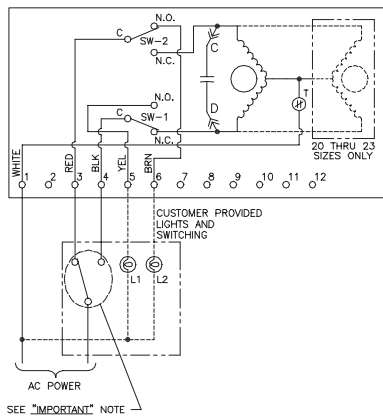 N.O.
C
SW-2
N.C.
C
D
T
N.O.
C
SW-1
N.C.
20 THRU 23
SIZES ONLY
WHITE
RED
BLK
YEL
BRN
1 2 3 4 5 6 7 8 9 10 11 12
CUSTOMER PROVIDED
LIGHTS AND
SWITCHING
L1 L2
AC POWER
SEE "IMPORTANT" NOTE